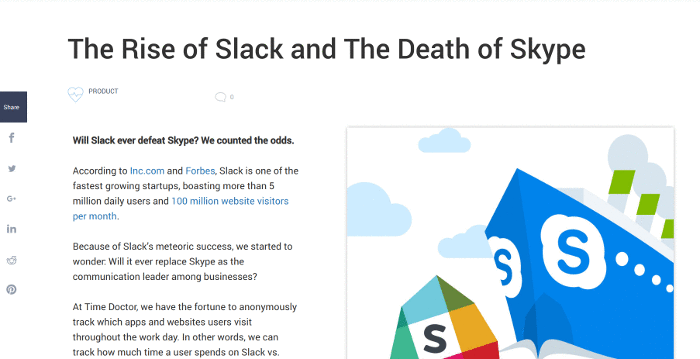 The Rise of Slack and The Death of Skype
PRODUCT
0
Share
Will Slack ever defeat Skype? We counted the odds.
According to Inc.com and Forbes, Slack is one of the
fastest growing startups, boasting more than 5
million daily users and 100 million website visitors
per month.
Because of Slack's meteoric success, we started to
wonder: Will it ever replace Skype as the
communication leader among businesses?
At Time Doctor, we have the fortune to anonymously
track which apps and websites users visit
throughout the work day. In other words, we can
track how much time a user spends on Slack vs.
S
S
S